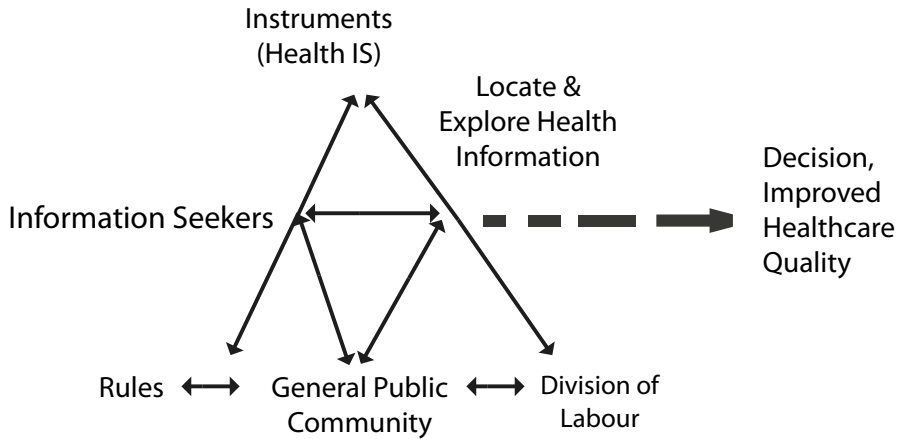 Instruments
(Health IS)
Locate &
Explore Health
Information
Decision,
Improved
Healthcare
Quality
Information Seekers
Rules
General Public
Community
Division of
Labour